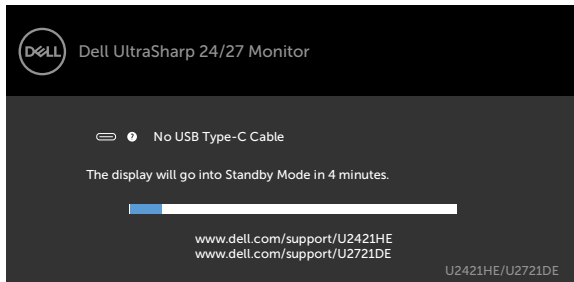 DELL
Dell UltraSharp 24/27 Monitor
? No USB Type-C Cable
The display will go into Standby Mode in 4 minutes.
www.dell.com/support/U2421HE
www.dell.com/support/U2721DE
U2421HE/U2721DE